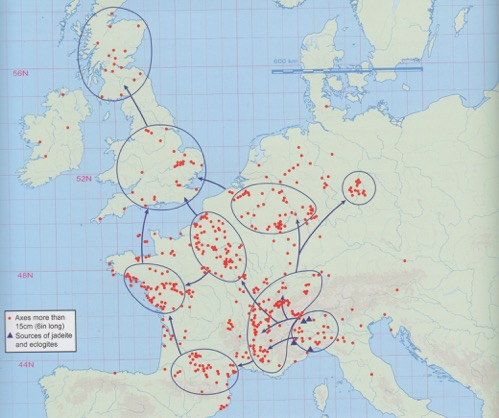 56N
600 km
52N
48N
Axes more than
15cm (6in long)
Sources of jadeite
and eclogites
44N